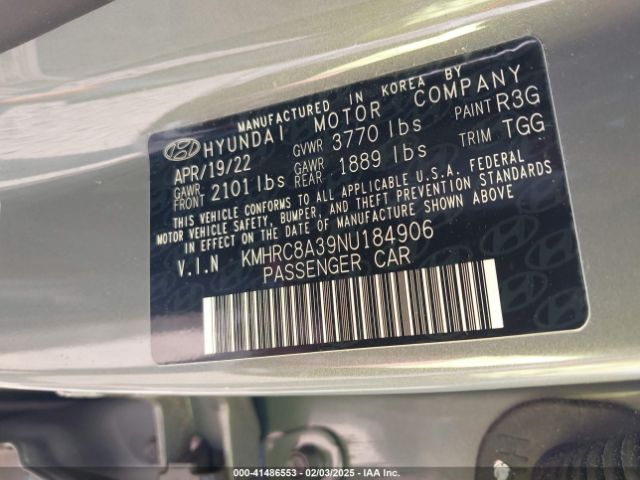 MANUFACTURED IN KOREA BY
HYUNDAI MOTOR COMPANY
APR/19/22 GVWR 3770 lbs PAINT R3G
GAWR FRONT 2101 lbs GAWR REAR 1889 lbs TRIM TGG
THIS VEHICLE CONFORMS TO ALL APPLICABLE U.S.A. FEDERAL
MOTOR VEHICLE SAFETY, BUMPER, AND THEFT PREVENTION STANDARDS
IN EFFECT ON THE DATE OF MANUFACTURE SHOWN ABOVE
V.I.N KMHRC8A39NU184906
PASSENGER CAR
000-41486553 - 02/03/2025 - IAA Inc.